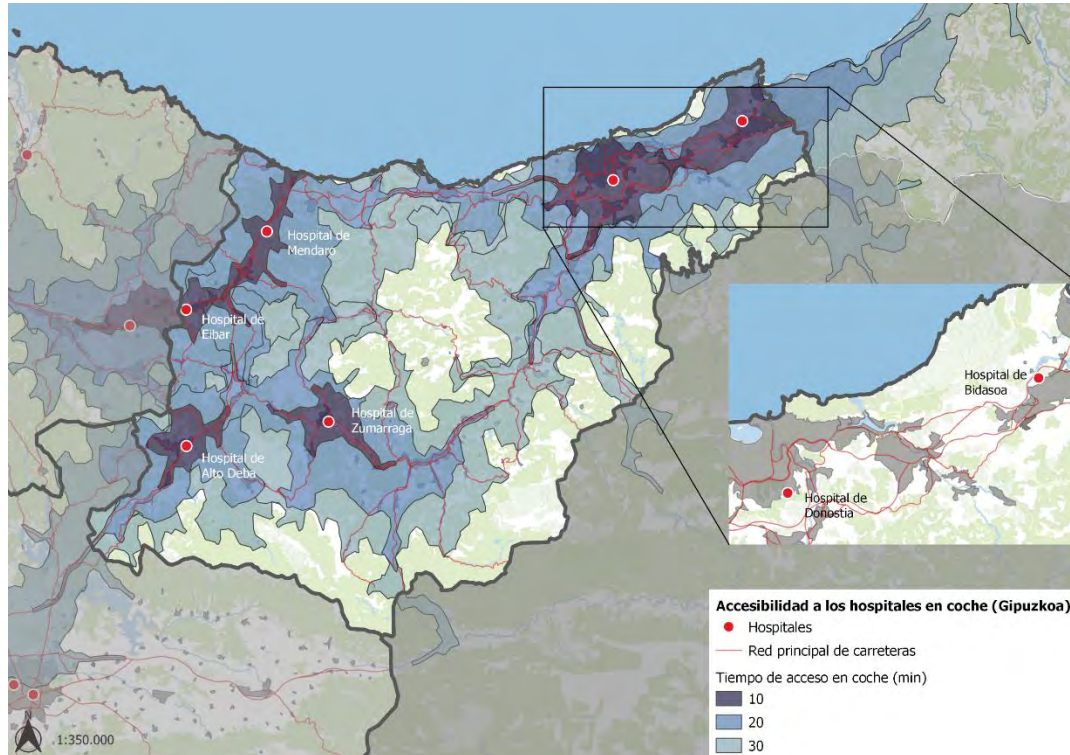 Hospital de
Mendaro
Hospital de
Eibar
Hospital de
Zumarraga
Hospital de
Alto Deba
Hospital de
Bidasoa
Hospital de
Donostia
Accesibilidad a los hospitales en coche (Gipuzkoa)
Hospitales
Red principal de carreteras
Tiempo de acceso en coche (min)
10
20
30
1:350.000